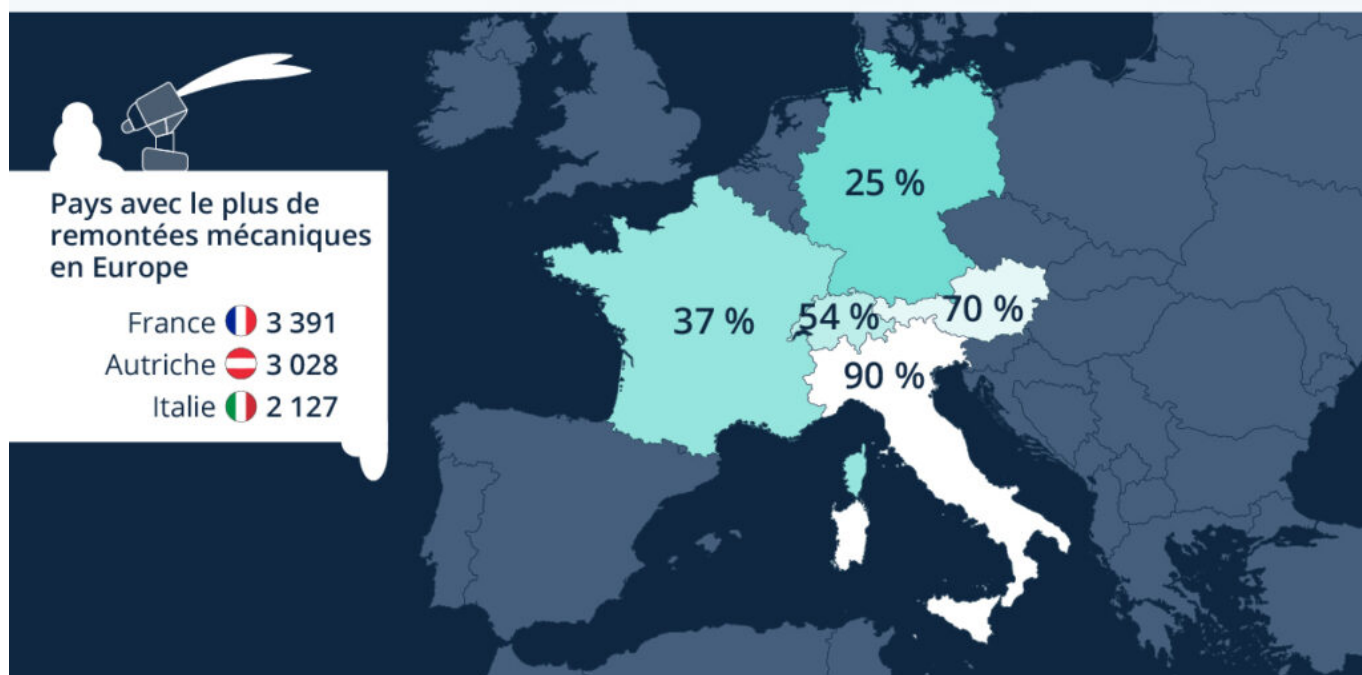 Pays avec le plus de
remontées mécaniques
en Europe
France 3 391
Autriche 3 028
Italie 2 127
25 %
37 %
54 %
70 %
90 %